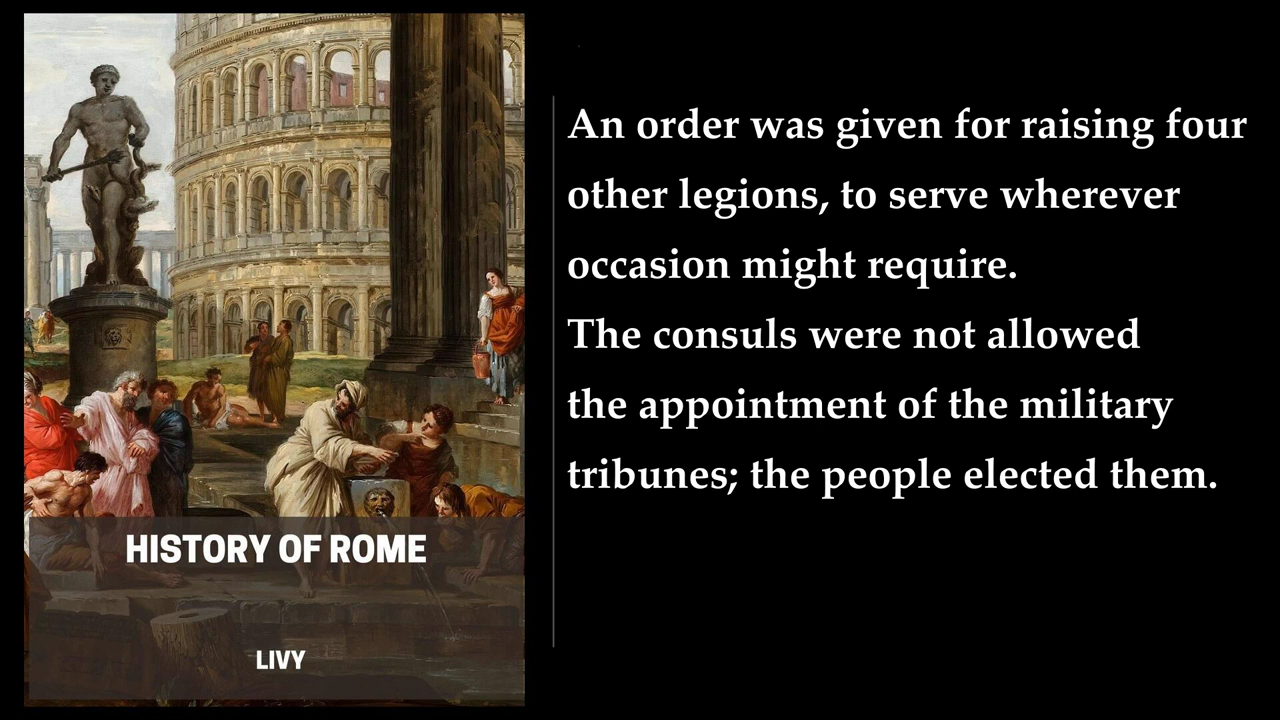 An order was given for raising four
other legions, to serve wherever
occasion might require.
The consuls were not allowed
the appointment of the military
tribunes; the people elected them.
HISTORY OF ROME
LIVY